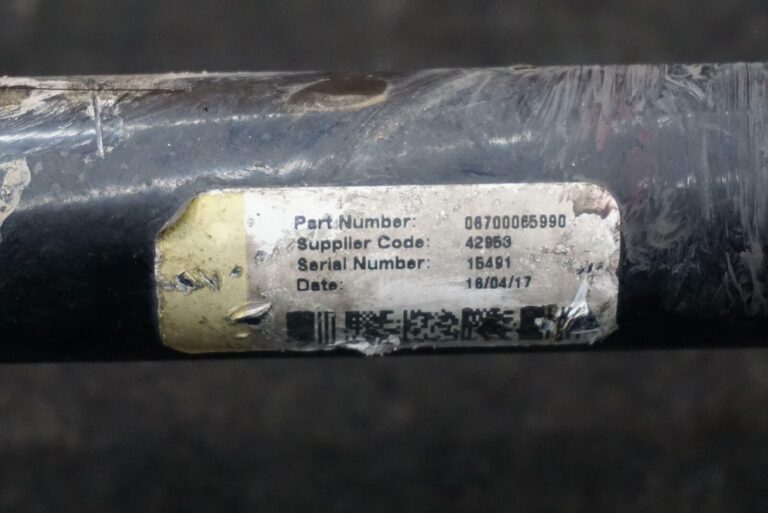 Part Number: 06700065990
Supplier Code: 42953
Serial Number: 15491
Date: 18/04/17